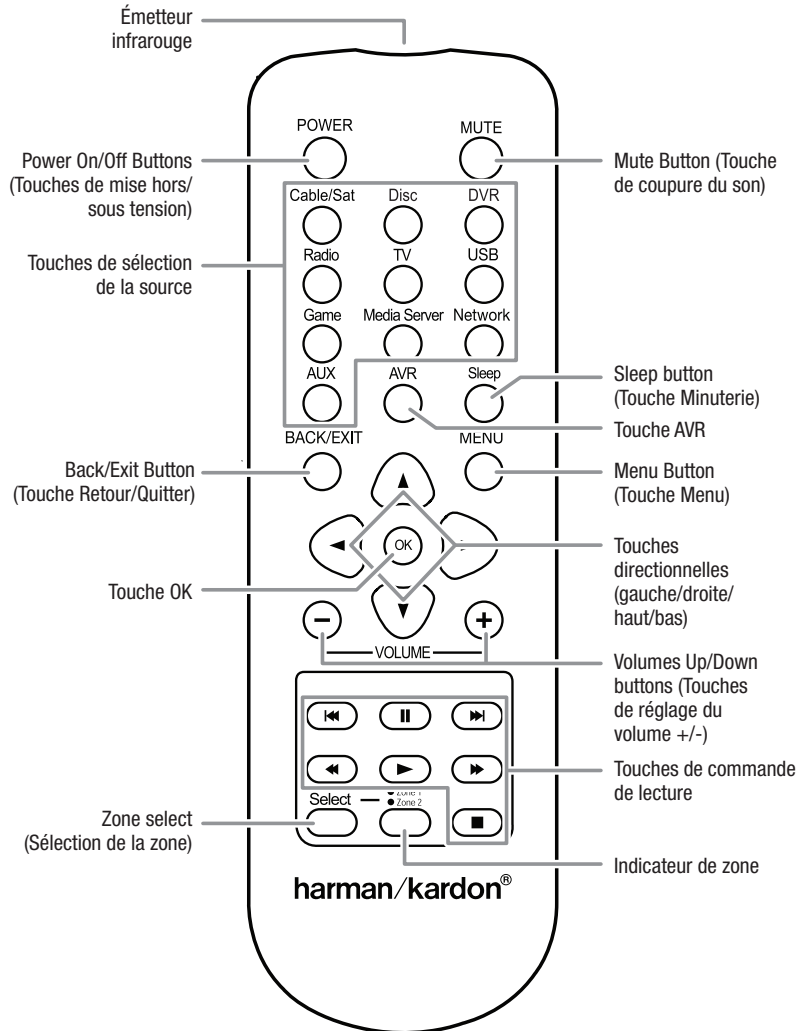 Émetteur
infrarouge
POWER
MUTE
Power On/Off Buttons
(Touches de mise hors/
sous tension)
Mute Button (Touche
de coupure du son)
Cable/Sat Disc DVR
Touches de sélection
de la source
Radio TV USB
Game Media Server Network
AUX AVR Sleep
Sleep button
(Touche Minuterie)
Touche AVR
BACK/EXIT MENU
Back/Exit Button
(Touche Retour/Quitter)
Menu Button
(Touche Menu)
OK
Touche OK
Touches
directionnelles
(gauche/droite/
haut/bas)
− +
VOLUME
Volumes Up/Down
buttons (Touches
de réglage du
volume +/-)
Touches de commande
de lecture
Zone 1
Select Zone 2
Zone select
(Sélection de la zone)
Indicateur de zone
harman/kardon®